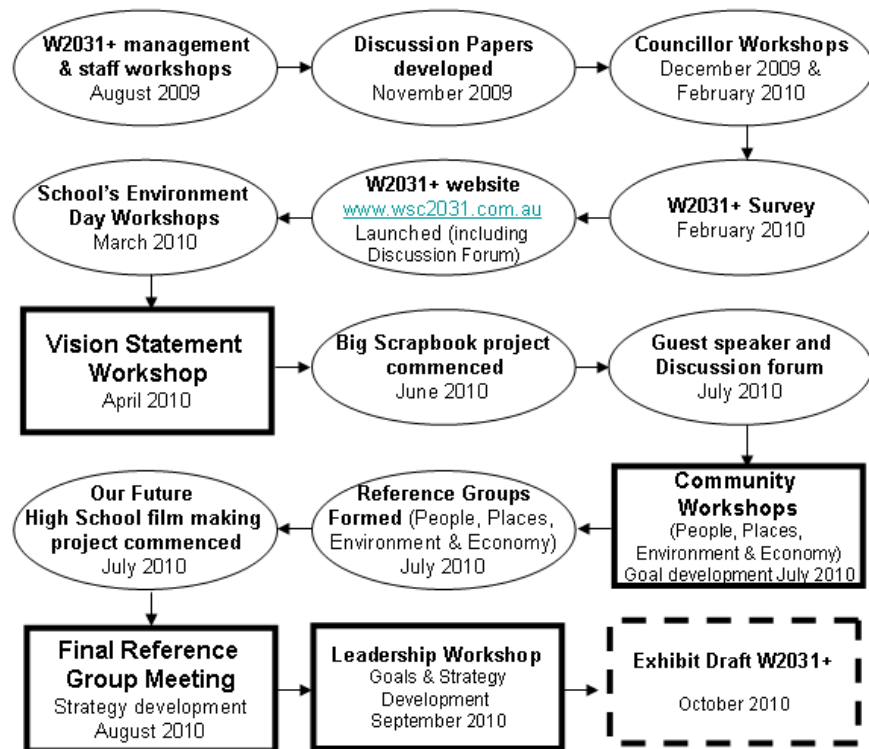 W2031+ management
& staff workshops
August 2009
Discussion Papers
developed
November 2009
Councillor Workshops
December 2009 &
February 2010
W2031+ Survey
February 2010
W2031+ website
www.wsc2031.com.au
Launched (including
Discussion Forum)
School's Environment
Day Workshops
March 2010
Vision Statement
Workshop
April 2010
Big Scrapbook project
commenced
June 2010
Guest speaker and
Discussion forum
July 2010
Community
Workshops
(People, Places,
Environment & Economy)
Goal development July 2010
Reference Groups
Formed (People, Places,
Environment & Economy)
July 2010
Our Future
High School film making
project commenced
July 2010
Final Reference
Group Meeting
Strategy development
August 2010
Leadership Workshop
Goals & Strategy
Development
September 2010
Exhibit Draft W2031+
October 2010